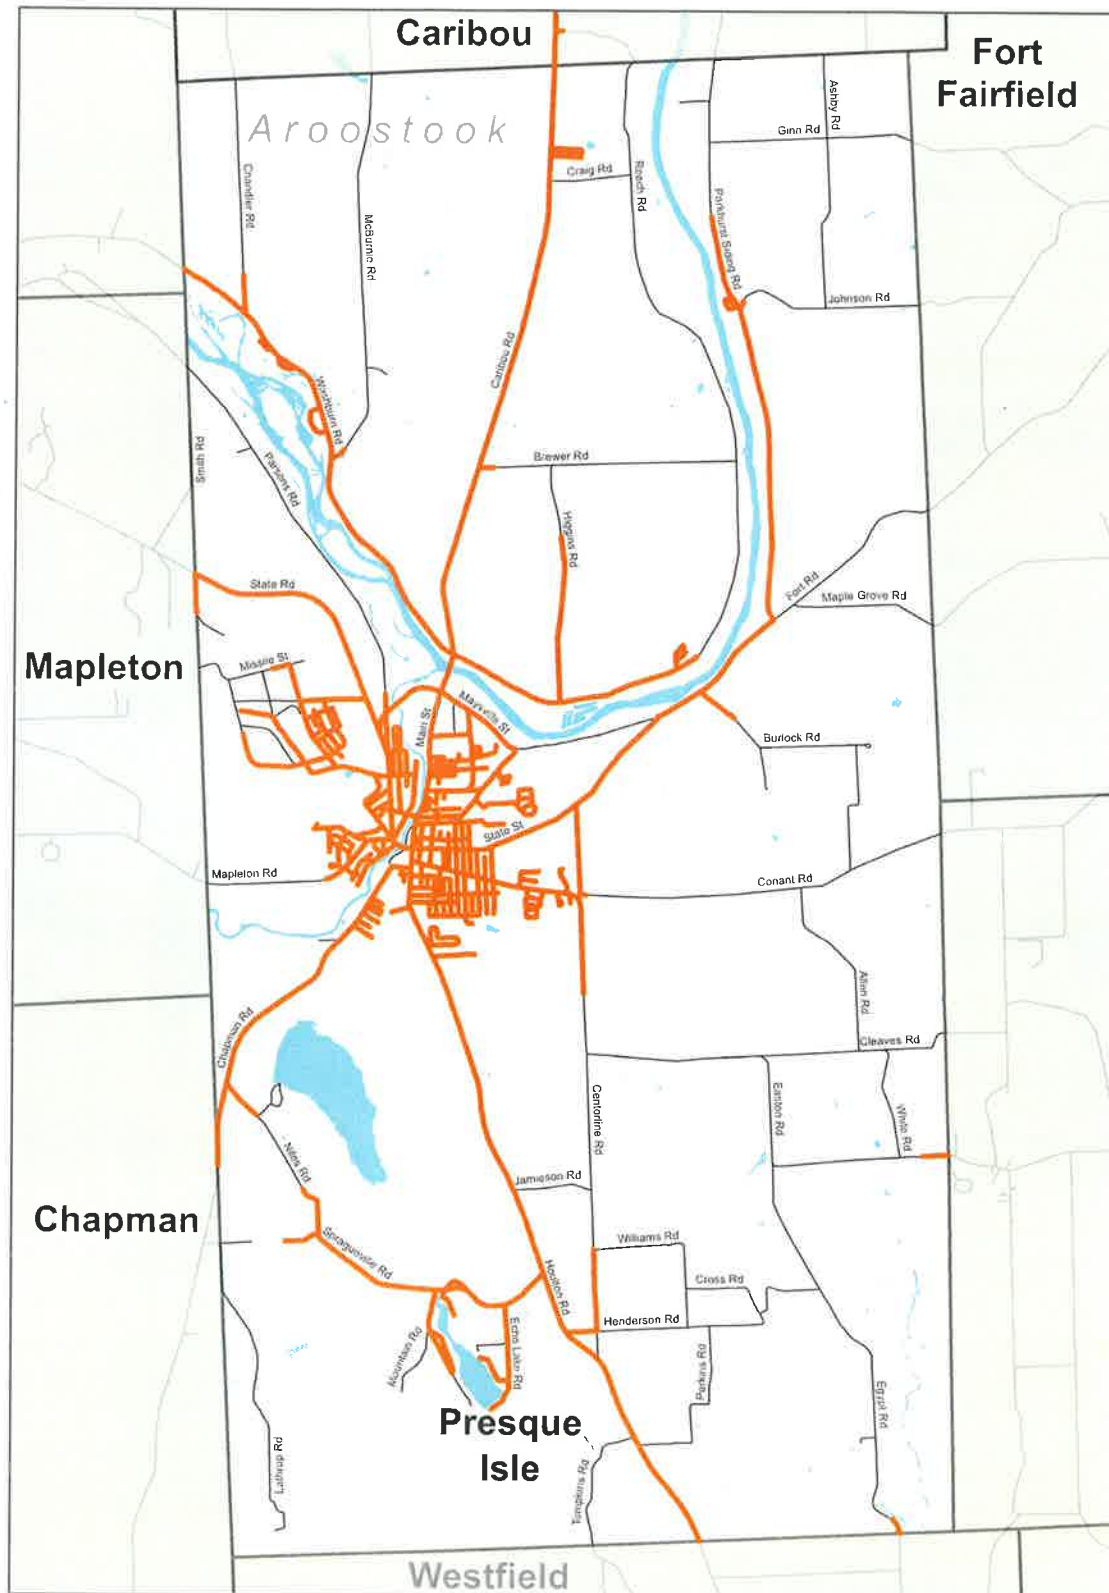 Caribou
Fort
Fairfield
Aroostook
Ashby Rd
Ginn Rd
Chandler Rd
Craig Rd
Reach Rd
McBurnie Rd
Parkhurst Siding Rd
Johnson Rd
Caribou Rd
Washburn Rd
Smith Rd
Parsons Rd
Brewer Rd
Higgins Rd
State Rd
Fort Rd
Maple Grove Rd
Mapleton
Missile St
Mayville St
Main St
Burlock Rd
State St
Mapleton Rd
Conant Rd
Allen Rd
Chapman Rd
Cleaves Rd
Centerline Rd
Easton Rd
White Rd
Niles Rd
Jamieson Rd
Chapman
Williams Rd
Spragueville Rd
Cross Rd
Houlton Rd
Henderson Rd
Echo Lake Rd
Mountain Rd
Perkins Rd
Egypt Rd
Presque
Isle
Lathrop Rd
Tompkins Rd
Westfield